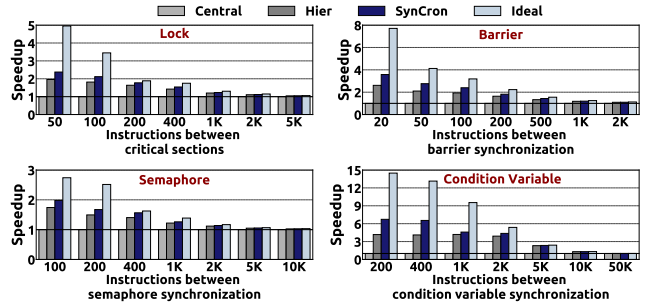 Central Hier SynCron Ideal
Lock
Speedup
5
4
3
2
1
0
50 100 200 400 1K 2K 5K
Instructions between
critical sections
Barrier
Speedup
8
6
4
2
0
20 50 100 200 500 1K 2K
Instructions between
barrier synchronization
Semaphore
Speedup
3
2
1
0
100 200 400 1K 2K 5K 10K
Instructions between
semaphore synchronization
Condition Variable
Speedup
15
12
9
6
3
0
200 400 1K 2K 5K 10K 50K
Instructions between
condition variable synchronization